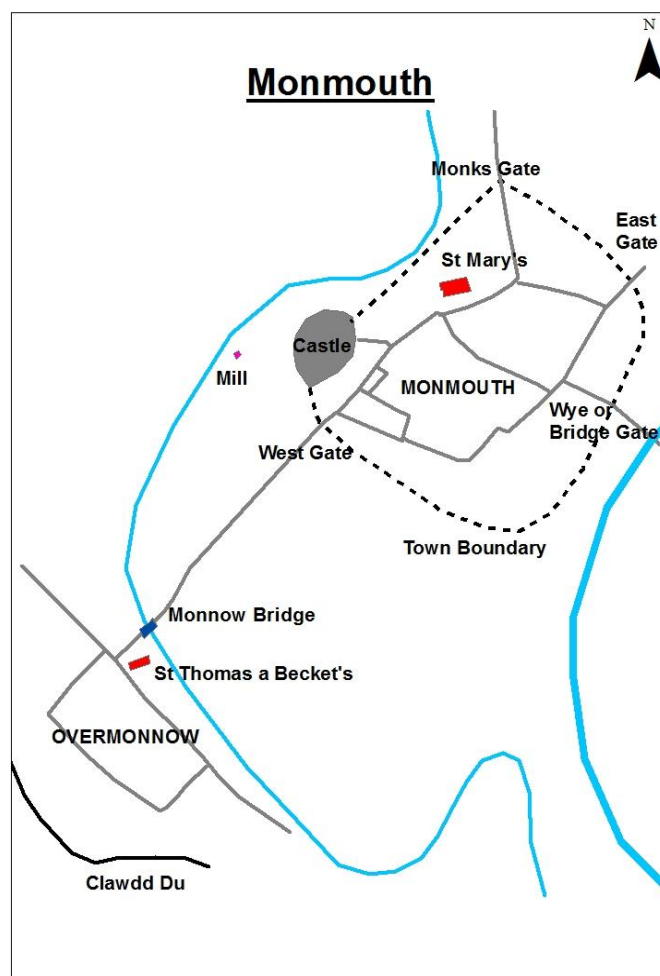 N
Monmouth
Monks Gate
East
Gate
St Mary's
Castle
Mill
MONMOUTH
Wye or
Bridge Gate
West Gate
Town Boundary
Monnow Bridge
St Thomas a Becket's
OVERMONNOW
Clawdd Du